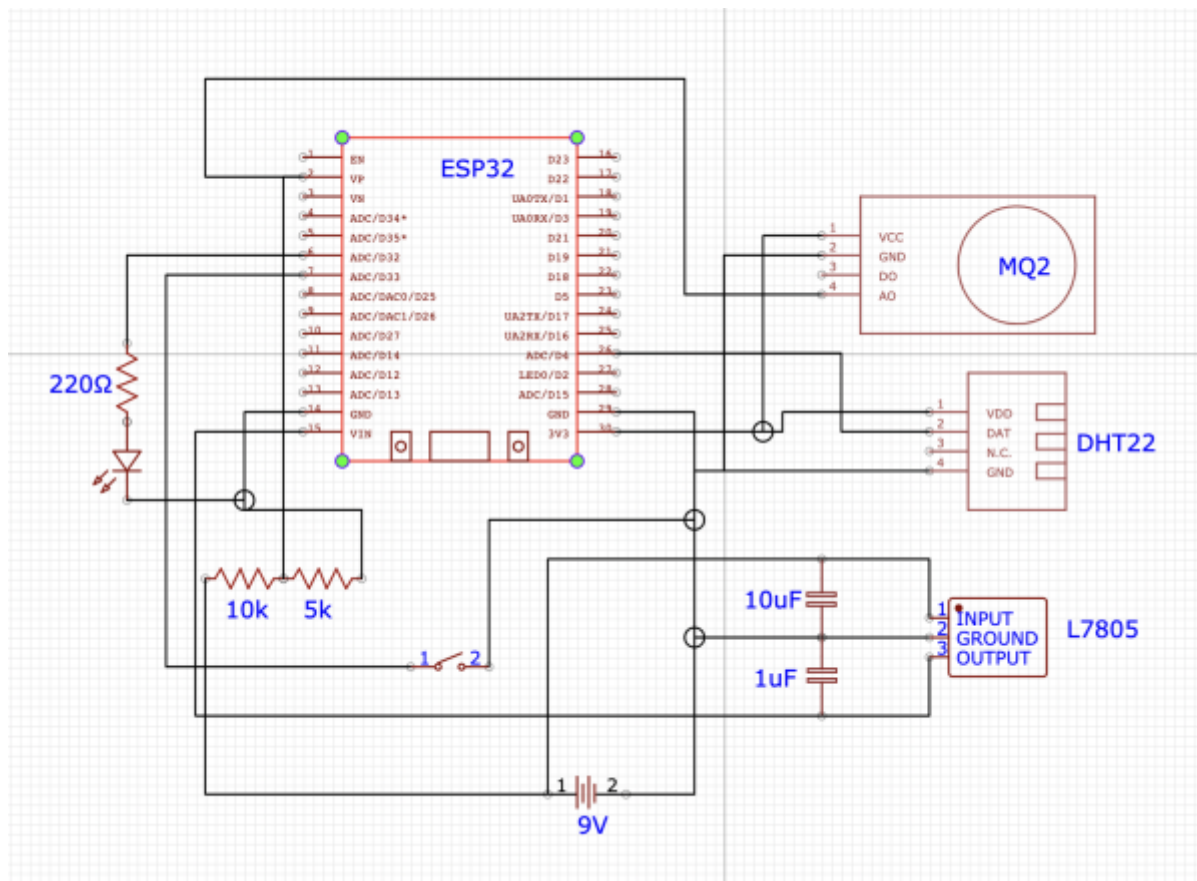 ESP32
1 EN
2 VP
3 VN
4 ADC/D34*
5 ADC/D35*
6 ADC/D32
7 ADC/D33
8 ADC/DAC0/D25
9 ADC/DAC1/D26
10 ADC/D27
11 ADC/D14
12 ADC/D12
13 ADC/D13
14 GND
15 VIN
D23 16
D22 17
UA0TX/D1 18
UA0RX/D3 19
D21 20
D19 21
D18 22
D5 23
UA2TX/D17 24
UA2RX/D16 25
ADC/D4 26
LED0/D2 27
ADC/D15 28
GND 29
3V3 30
1 VCC
2 GND
3 DO
4 AO
MQ2
220Ω
1 VDD
2 DAT
3 N.C.
4 GND
DHT22
10k
5k
1 2
10uF
1uF
1 INPUT
2 GROUND
3 OUTPUT
L7805
1 2
9V